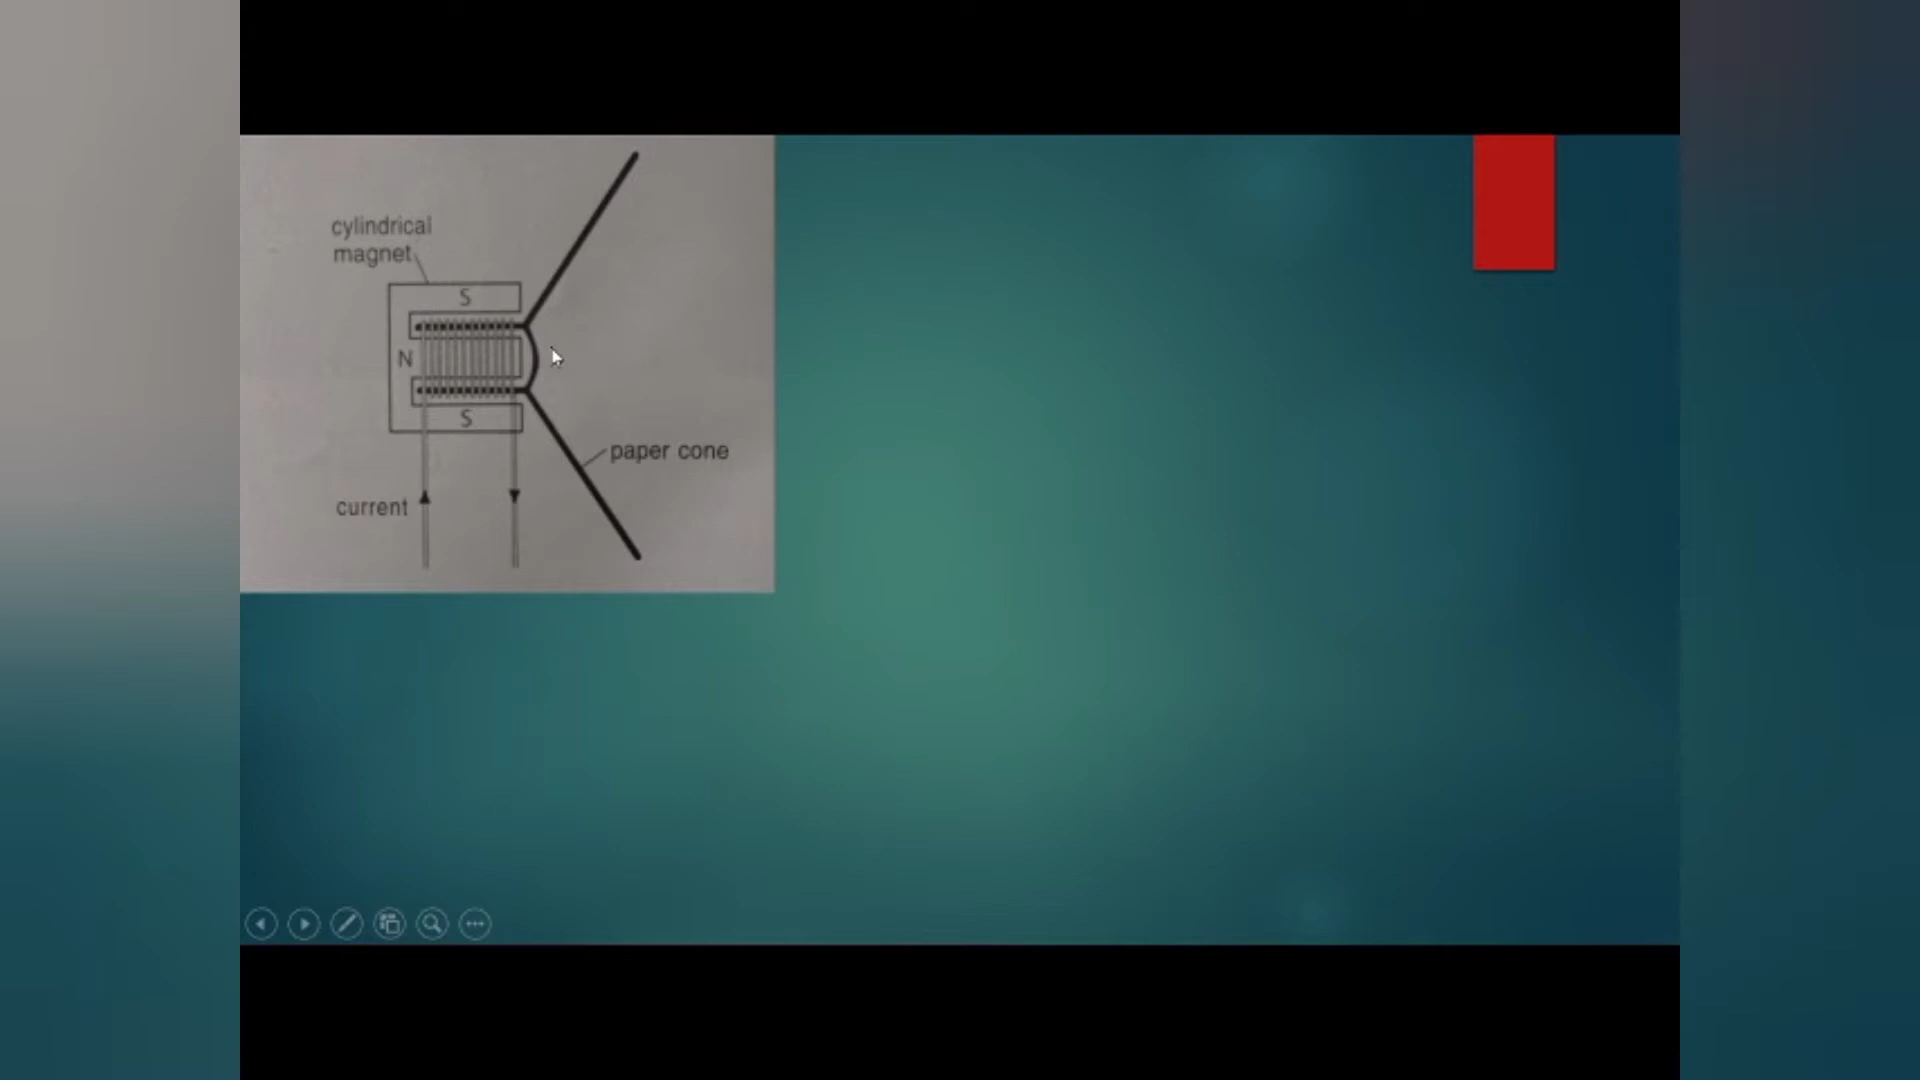 cylindrical
magnet
S
N
S
paper cone
current